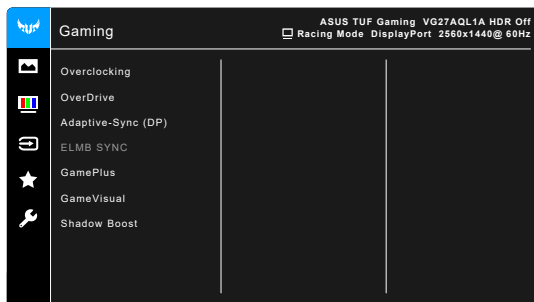 ASUS TUF Gaming VG27AQL1A HDR Off
Gaming
Racing Mode DisplayPort 2560x1440@ 60Hz
Overclocking
OverDrive
Adaptive-Sync (DP)
ELMB SYNC
GamePlus
GameVisual
Shadow Boost